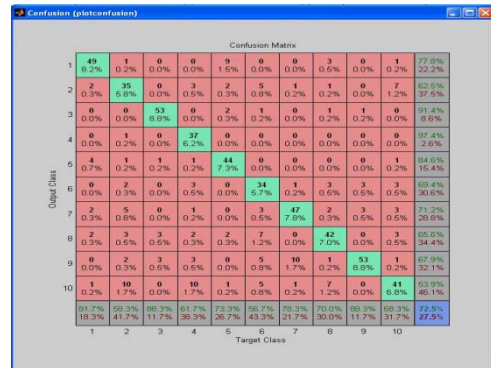 Confusion (plotconfusion)
Confusion Matrix
1 49 1 0 0 9 0 0 3 0 1 77.8%
8.2% 0.2% 0.0% 0.0% 1.5% 0.0% 0.0% 0.5% 0.0% 0.2% 22.2%
2 2 35 0 3 2 5 1 1 0 7 62.5%
0.3% 5.8% 0.0% 0.5% 0.3% 0.8% 0.2% 0.2% 0.0% 1.2% 37.5%
3 0 0 53 0 2 1 0 1 1 0 91.4%
0.0% 0.0% 8.8% 0.0% 0.3% 0.2% 0.0% 0.2% 0.2% 0.0% 8.6%
4 0 1 0 37 0 0 0 0 0 0 97.4%
0.0% 0.2% 0.0% 6.2% 0.0% 0.0% 0.0% 0.0% 0.0% 0.0% 2.6%
5 4 1 1 1 44 0 0 0 0 1 84.6%
0.7% 0.2% 0.2% 0.2% 7.3% 0.0% 0.0% 0.0% 0.0% 0.2% 15.4%
6 0 2 0 3 0 34 1 3 3 3 69.4%
0.0% 0.3% 0.0% 0.5% 0.0% 5.7% 0.2% 0.5% 0.5% 0.5% 30.6%
7 2 5 0 1 0 3 47 2 3 3 71.2%
0.3% 0.8% 0.0% 0.2% 0.0% 0.5% 7.8% 0.3% 0.5% 0.5% 28.8%
8 2 3 3 2 2 7 0 42 0 3 65.6%
0.3% 0.5% 0.5% 0.3% 0.3% 1.2% 0.0% 7.0% 0.0% 0.5% 34.4%
9 0 2 3 3 0 5 10 1 53 1 67.9%
0.0% 0.3% 0.5% 0.5% 0.0% 0.8% 1.7% 0.2% 8.8% 0.2% 32.1%
10 1 10 0 10 1 5 1 7 0 41 53.9%
0.2% 1.7% 0.0% 1.7% 0.2% 0.8% 0.2% 1.2% 0.0% 6.8% 46.1%
81.7% 58.3% 88.3% 61.7% 73.3% 56.7% 78.3% 70.0% 88.3% 68.3% 72.5%
18.3% 41.7% 11.7% 38.3% 26.7% 43.3% 21.7% 30.0% 11.7% 31.7% 27.5%
1 2 3 4 5 6 7 8 9 10
Target Class
Output Class